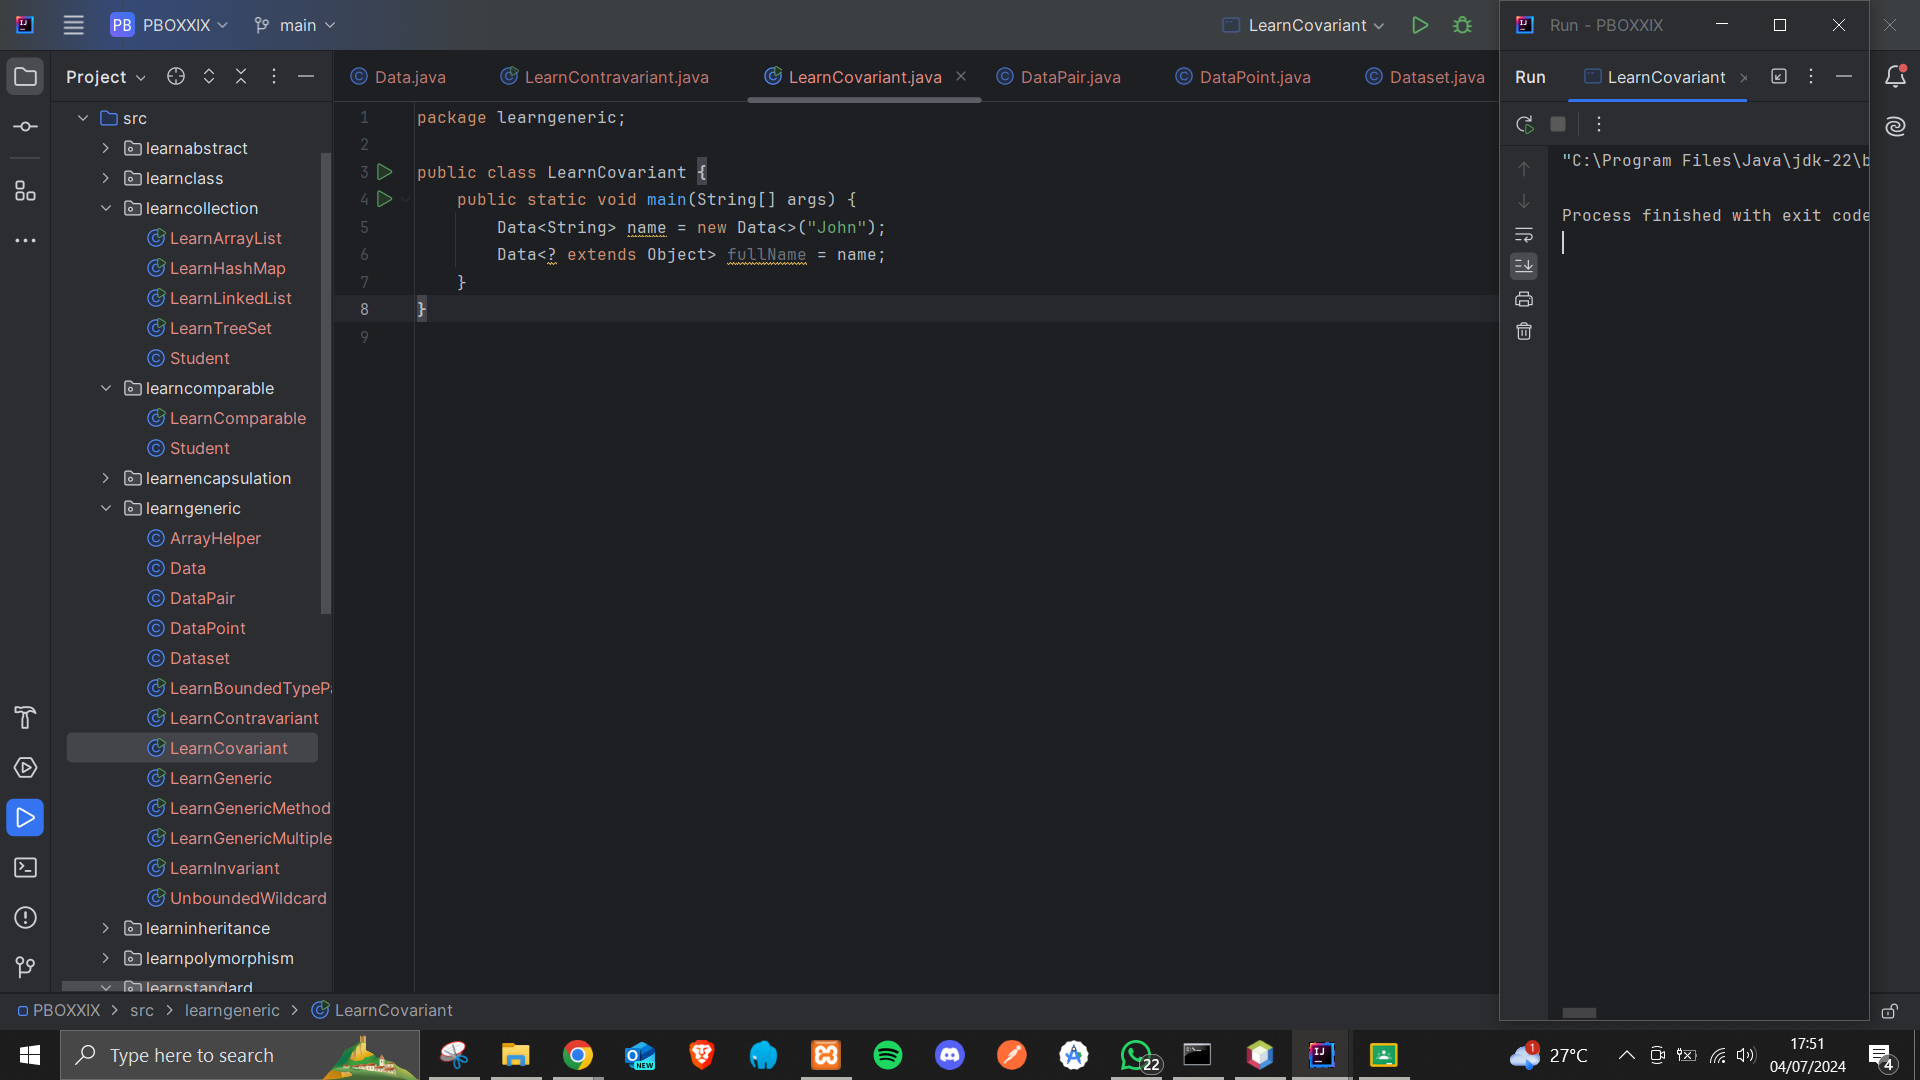 PB PBOXXIX main LearnCovariant
Run - PBOXXIX
Project
Data.java LearnContravariant.java LearnCovariant.java DataPair.java DataPoint.java Dataset.java
Run LearnCovariant
src
learnabstract
learnclass
learncollection
LearnArrayList
LearnHashMap
LearnLinkedList
LearnTreeSet
Student
learncomparable
LearnComparable
Student
learnencapsulation
learngeneric
ArrayHelper
Data
DataPair
DataPoint
Dataset
LearnBoundedTypePa
LearnContravariant
LearnCovariant
LearnGeneric
LearnGenericMethod
LearnGenericMultiple
LearnInvariant
UnboundedWildcard
learninheritance
learnpolymorphism
learnstandard
1 package learngeneric;
2
3 public class LearnCovariant {
4 public static void main(String[] args) {
5 Data<String> name = new Data<>("John");
6 Data<? extends Object> fullName = name;
7 }
8 }
9
"C:\Program Files\Java\jdk-22\b
Process finished with exit code
PBOXXIX > src > learngeneric > LearnCovariant
Type here to search
NEW
22
IJ
1
27°C
17:51
04/07/2024
4